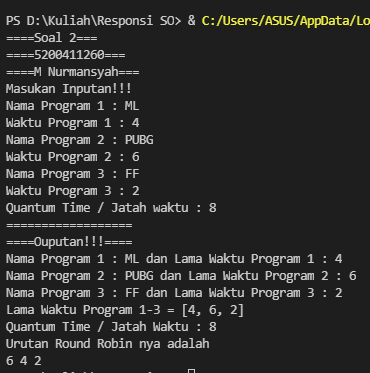 PS D:\Kuliah\Responsi SO> & C:/Users/ASUS/AppData/Lo
====Soal 2===
====5200411260===
====M Nurmansyah===
Masukan Inputan!!!
Nama Program 1 : ML
Waktu Program 1 : 4
Nama Program 2 : PUBG
Waktu Program 2 : 6
Nama Program 3 : FF
Waktu Program 3 : 2
Quantum Time / Jatah waktu : 8
==================
====Ouputan!!!====
Nama Program 1 : ML dan Lama Waktu Program 1 : 4
Nama Program 2 : PUBG dan Lama Waktu Program 2 : 6
Nama Program 3 : FF dan Lama Waktu Program 3 : 2
Lama Waktu Program 1-3 = [4, 6, 2]
Quantum Time / Jatah Waktu : 8
Urutan Round Robin nya adalah
6 4 2